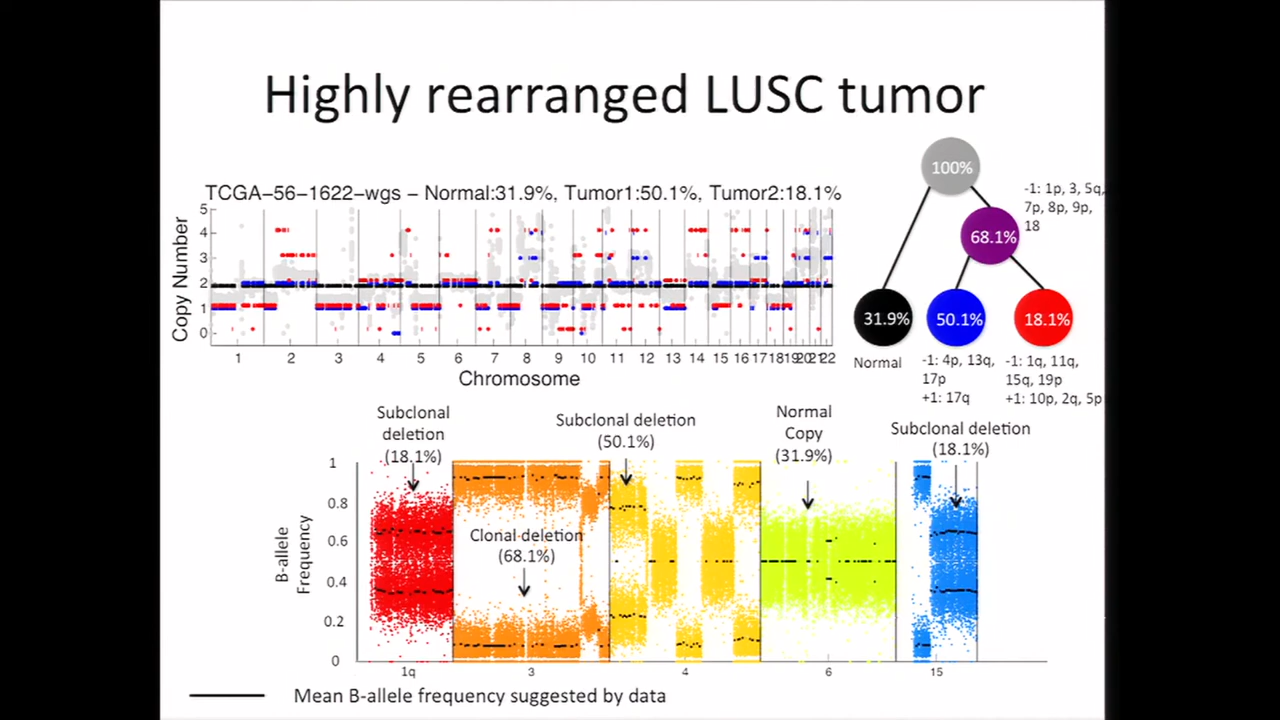 Highly rearranged LUSC tumor
TCGA-56-1622-wgs - Normal:31.9%, Tumor1:50.1%, Tumor2:18.1%
Copy Number
5
4
3
2
1
0
1 2 3 4 5 6 7 8 9 10 11 12 13 14 15 16 17 18 19 20 21 22
Chromosome
100%
-1: 1p, 3, 5q,
7p, 8p, 9p,
18
68.1%
31.9%
50.1%
18.1%
Normal
-1: 4p, 13q,
17p
+1: 17q
-1: 1q, 11q,
15q, 19p
+1: 10p, 2q, 5p
Subclonal
deletion
(18.1%)
Subclonal deletion
(50.1%)
Normal
Copy
(31.9%)
Subclonal deletion
(18.1%)
Clonal deletion
(68.1%)
B-allele
Frequency
1
0.8
0.6
0.4
0.2
0
1q 3 4 6 15
Mean B-allele frequency suggested by data